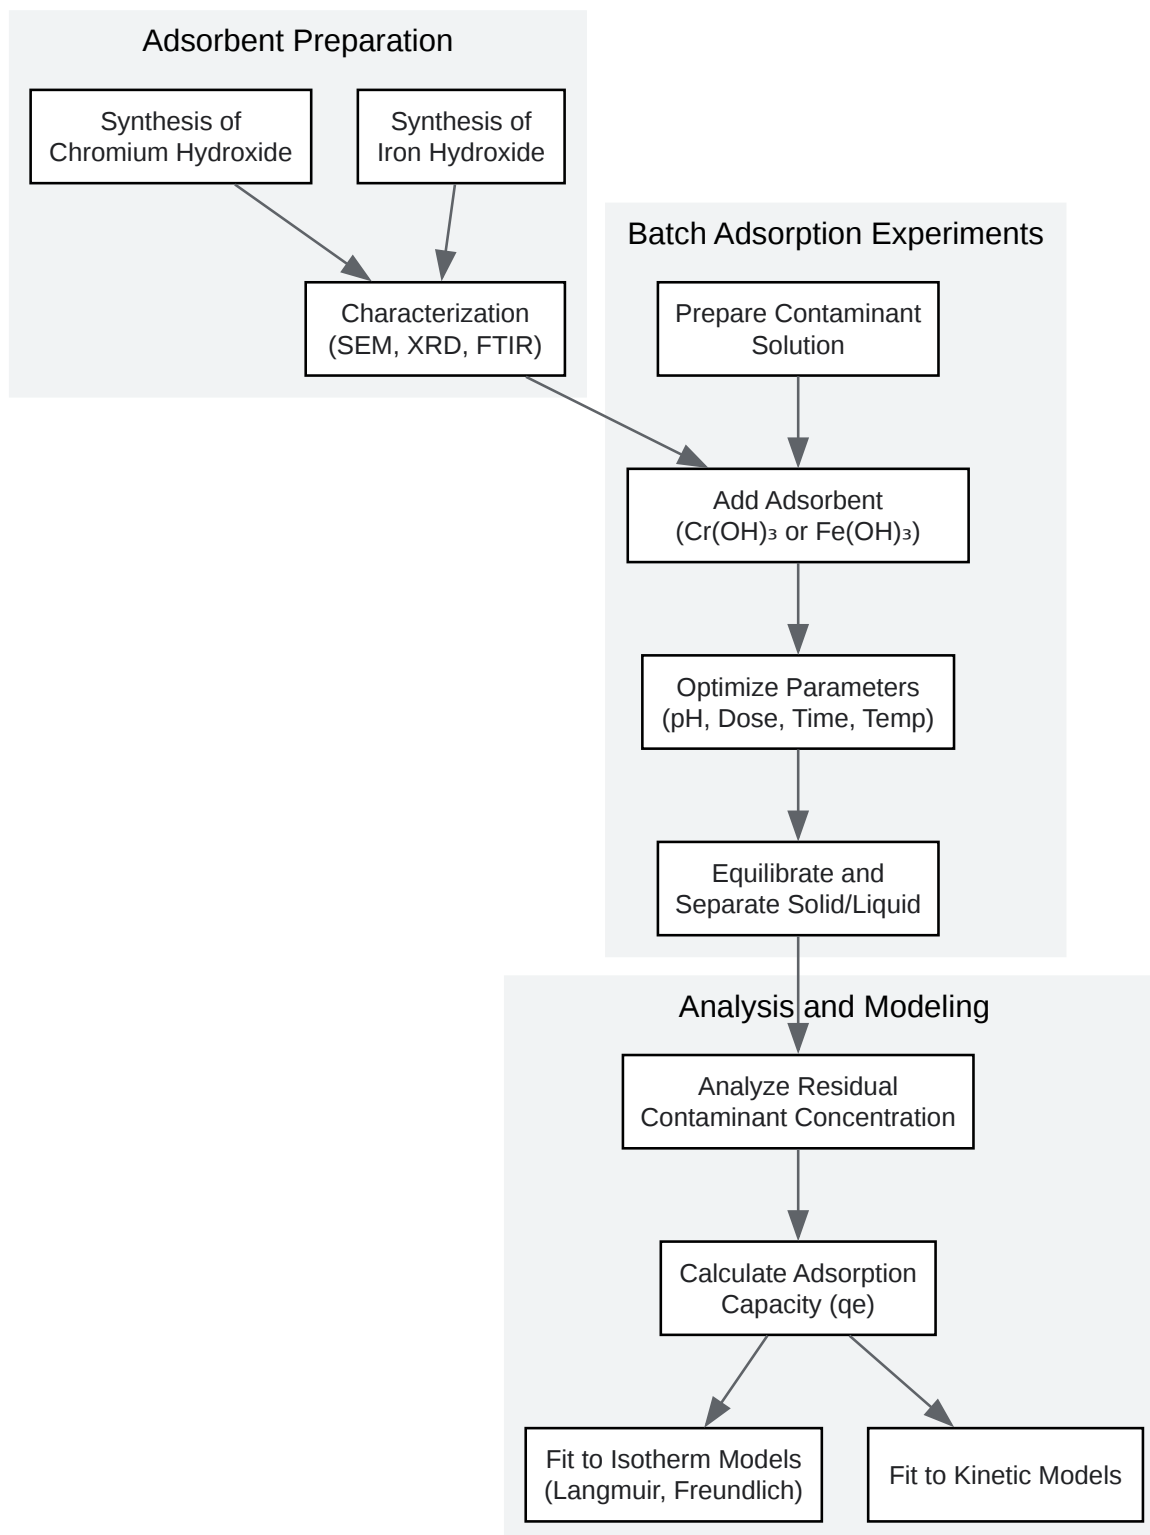 Adsorbent Preparation
Synthesis of
Chromium Hydroxide
Synthesis of
Iron Hydroxide
Characterization
(SEM, XRD, FTIR)
Batch Adsorption Experiments
Prepare Contaminant
Solution
Add Adsorbent
(Cr(OH)₃ or Fe(OH)₃)
Optimize Parameters
(pH, Dose, Time, Temp)
Equilibrate and
Separate Solid/Liquid
Analysis and Modeling
Analyze Residual
Contaminant Concentration
Calculate Adsorption
Capacity (qe)
Fit to Isotherm Models
(Langmuir, Freundlich)
Fit to Kinetic Models